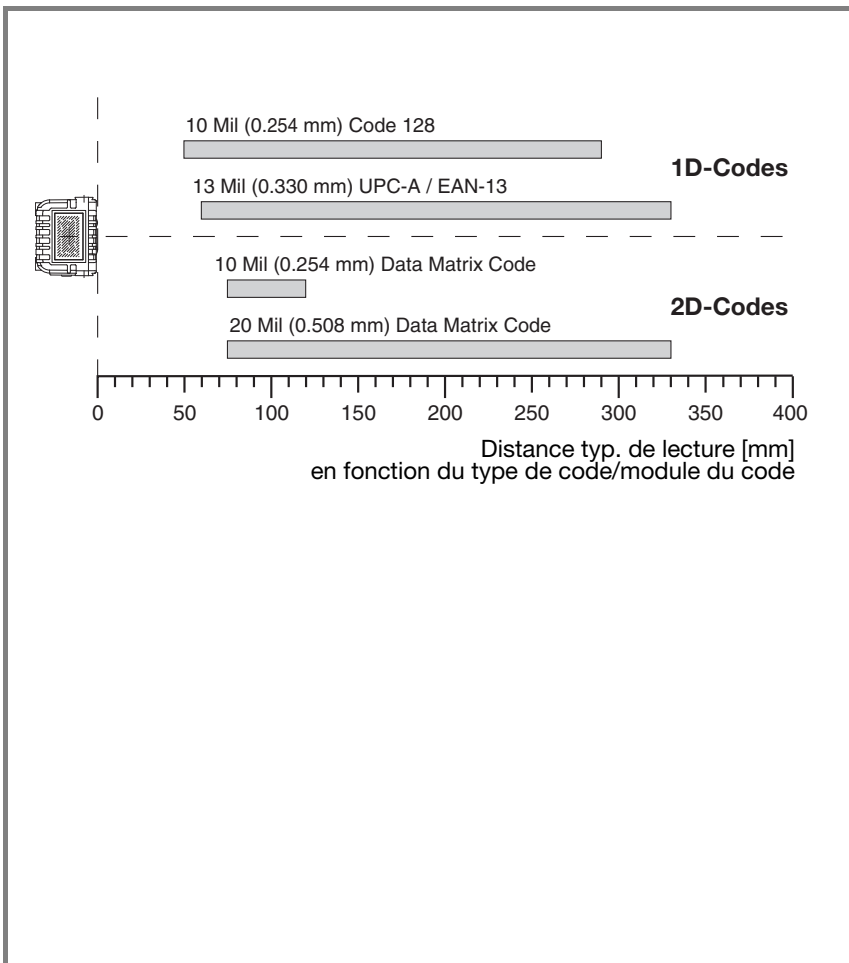 10 Mil (0.254 mm) Code 128
1D-Codes
13 Mil (0.330 mm) UPC-A / EAN-13
10 Mil (0.254 mm) Data Matrix Code
2D-Codes
20 Mil (0.508 mm) Data Matrix Code
0 50 100 150 200 250 300 350 400
Distance typ. de lecture [mm]
en fonction du type de code/module du code